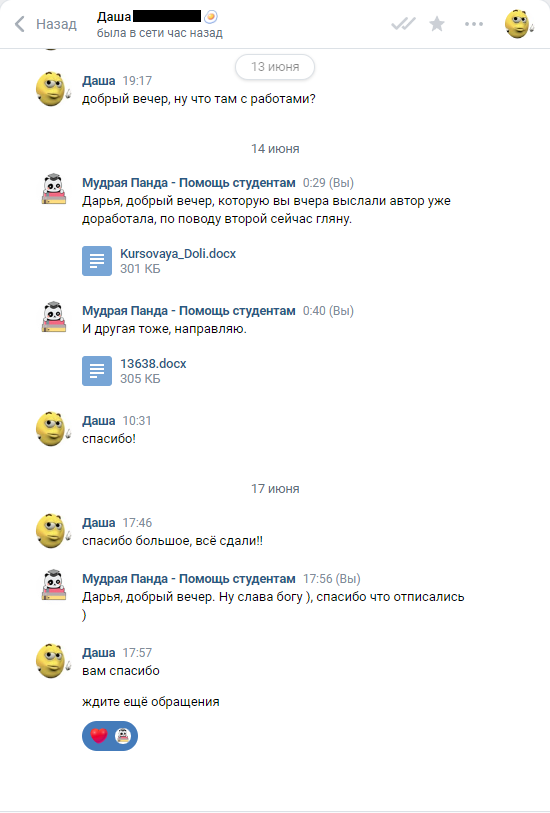 Назад
Даша
была в сети час назад
13 июня
Даша 19:17
добрый вечер, ну что там с работами?
14 июня
Мудрая Панда - Помощь студентам 0:29 (Вы)
Дарья, добрый вечер, которую вы вчера выслали автор уже
доработала, по поводу второй сейчас гляну.
Kursovaya_Doli.docx
301 КБ
Мудрая Панда - Помощь студентам 0:40 (Вы)
И другая тоже, направляю.
13638.docx
305 КБ
Даша 10:31
спасибо!
17 июня
Даша 17:46
спасибо большое, всё сдали!!
Мудрая Панда - Помощь студентам 17:56 (Вы)
Дарья, добрый вечер. Ну слава богу ), спасибо что отписались
)
Даша 17:57
вам спасибо
ждите ещё обращения